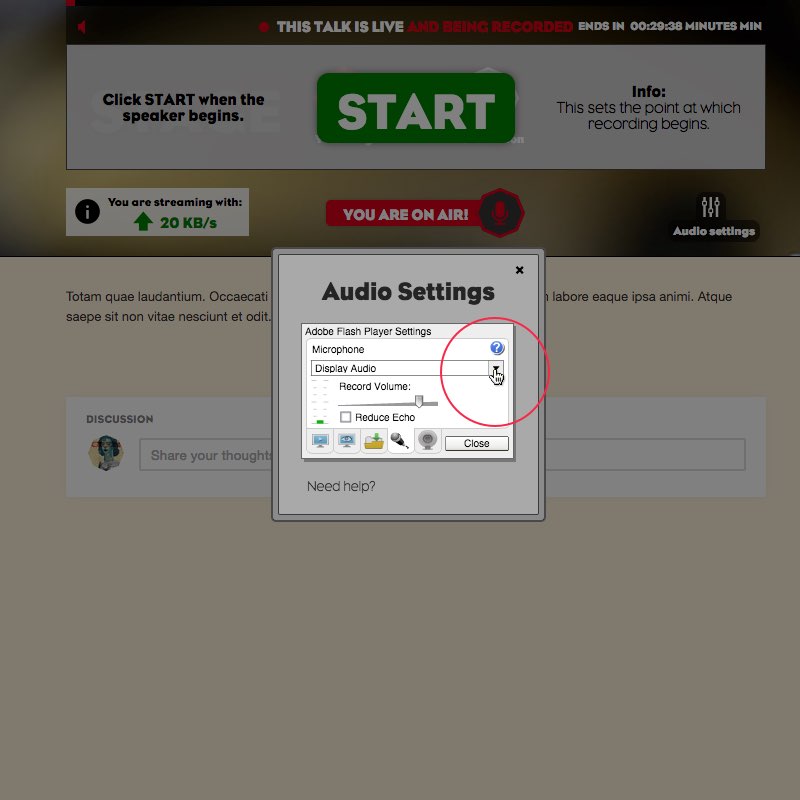 THIS TALK IS LIVE AND BEING RECORDED ENDS IN 00:29:38 MINUTES MIN
Click START when the
speaker begins.
START
Info:
This sets the point at which
recording begins.
You are streaming with:
20 KB/s
YOU ARE ON AIR!
Audio settings
Audio Settings
Totam quae laudantium. Occaecati
labore eaque ipsa animi. Atque
saepe sit non vitae nesciunt et odit.
Adobe Flash Player Settings
Microphone
Display Audio
Record Volume:
Reduce Echo
Close
Need help?
DISCUSSION
Share your thoughts